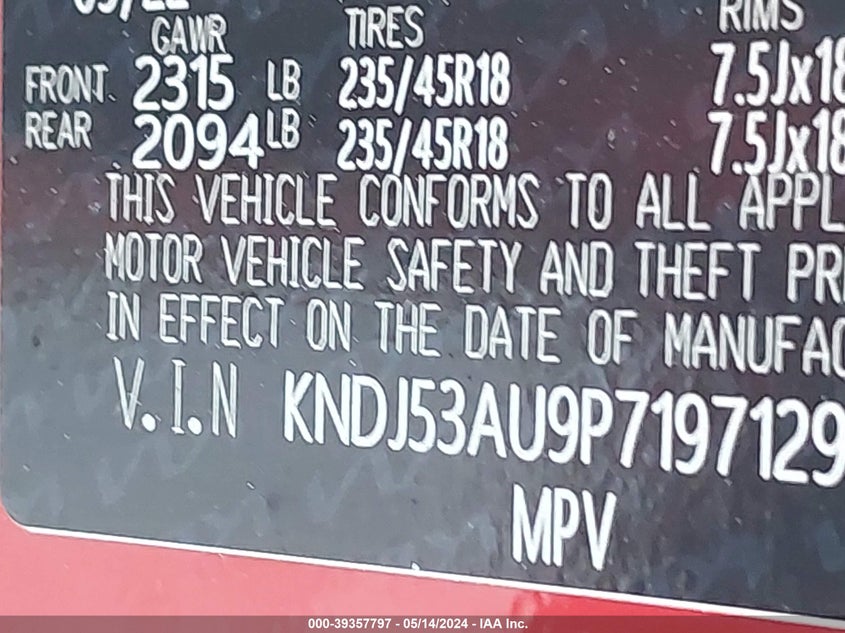 RIMS
GAWR TIRES
FRONT 2315 LB 235/45R18 7.5Jx18
REAR 2094 LB 235/45R18 7.5Jx18
THIS VEHICLE CONFORMS TO ALL APPL
MOTOR VEHICLE SAFETY AND THEFT PR
IN EFFECT ON THE DATE OF MANUFAC
V.I.N KNDJ53AU9P7197129
MPV
000-39357797 - 05/14/2024 - IAA Inc.